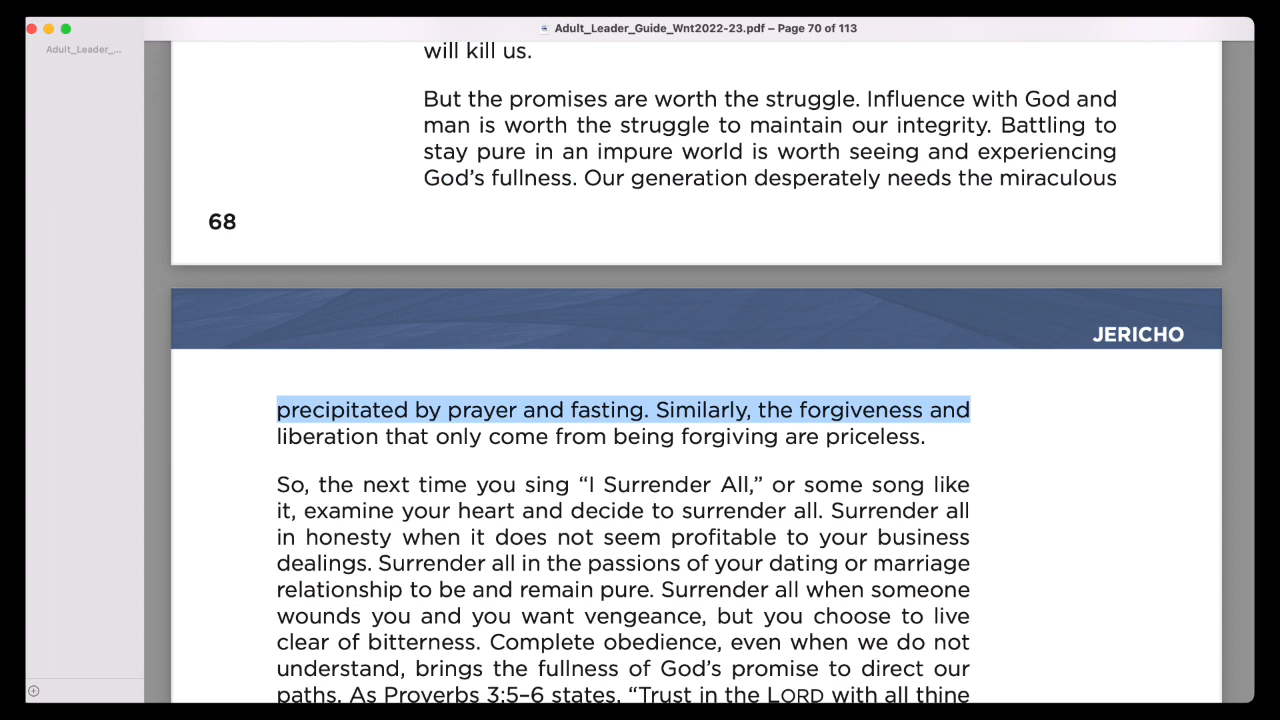 Adult_Leader_Guide_Wnt2022-23.pdf – Page 70 of 113
Adult_Leader_...
will kill us.
But the promises are worth the struggle. Influence with God and
man is worth the struggle to maintain our integrity. Battling to
stay pure in an impure world is worth seeing and experiencing
God’s fullness. Our generation desperately needs the miraculous
68
JERICHO
precipitated by prayer and fasting. Similarly, the forgiveness and
liberation that only come from being forgiving are priceless.
So, the next time you sing “I Surrender All,” or some song like
it, examine your heart and decide to surrender all. Surrender all
in honesty when it does not seem profitable to your business
dealings. Surrender all in the passions of your dating or marriage
relationship to be and remain pure. Surrender all when someone
wounds you and you want vengeance, but you choose to live
clear of bitterness. Complete obedience, even when we do not
understand, brings the fullness of God’s promise to direct our
paths. As Proverbs 3:5–6 states, “Trust in the LORD with all thine